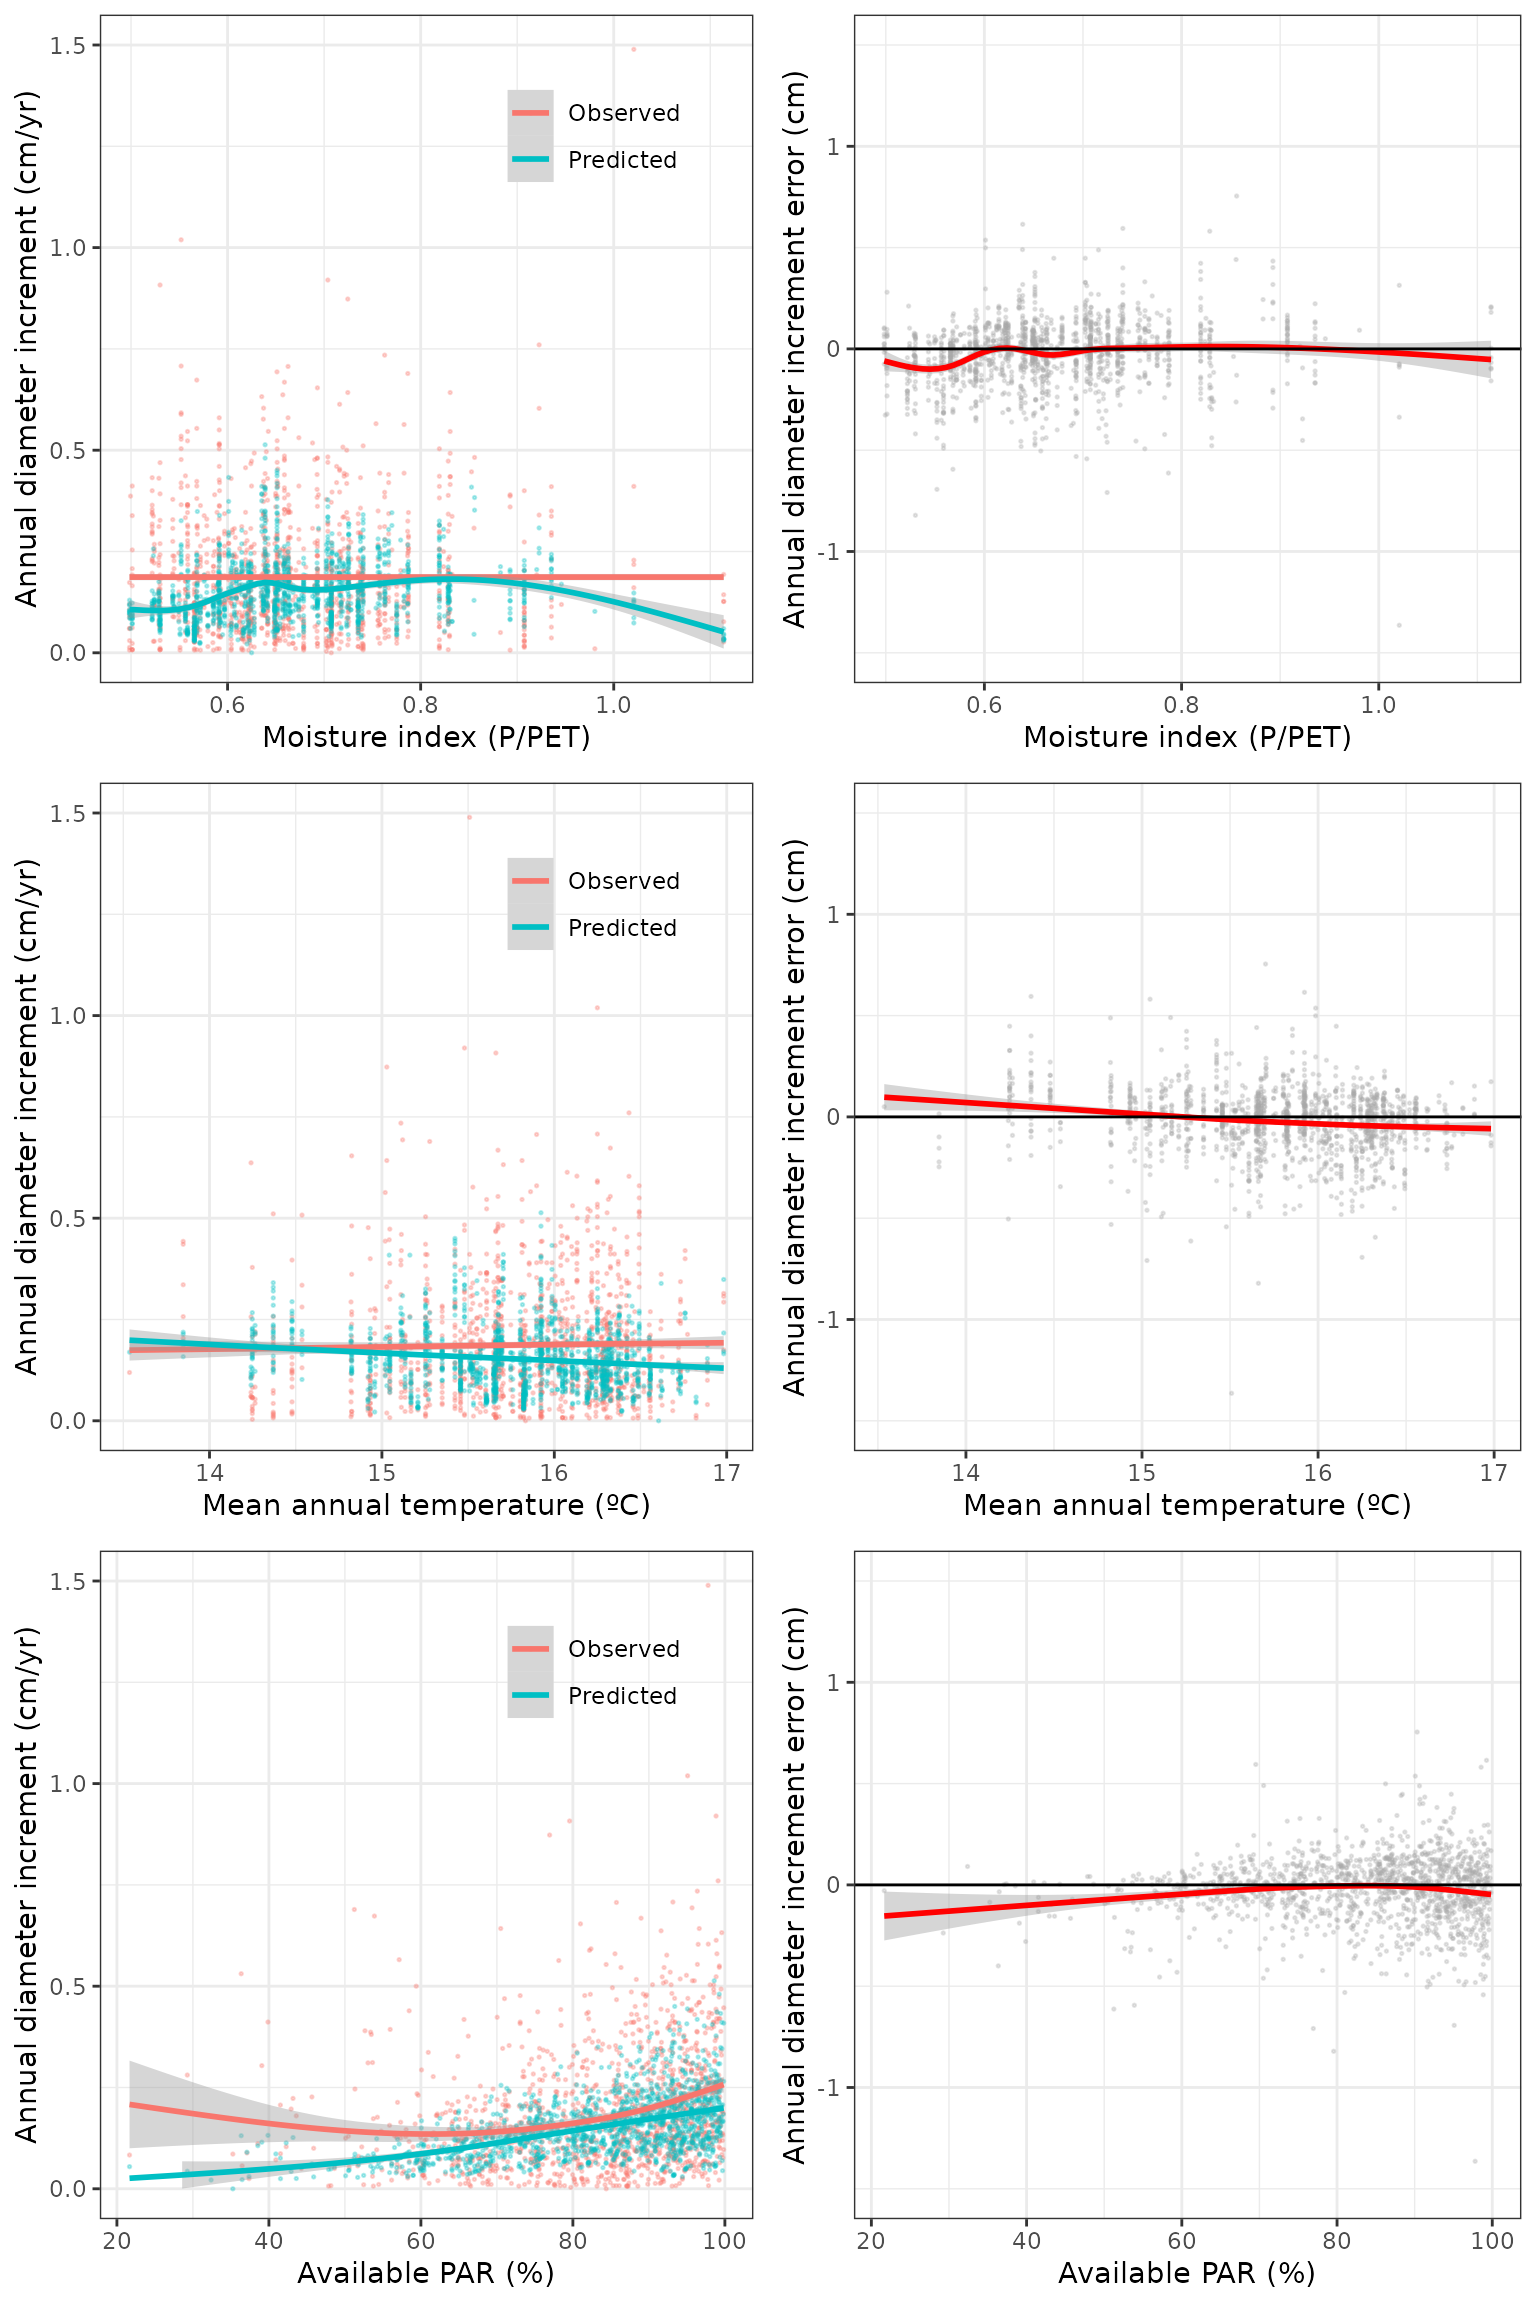 Annual diameter increment (cm/yr)
1.5
1.0
0.5
0.0
Observed
Predicted
0.6
0.8
1.0
Moisture index (P/PET)
Annual diameter increment error (cm)
1
0
-1
0.6
0.8
1.0
Moisture index (P/PET)
Annual diameter increment (cm/yr)
1.5
1.0
0.5
0.0
Observed
Predicted
14
15
16
17
Mean annual temperature (ºC)
Annual diameter increment error (cm)
1
0
-1
14
15
16
17
Mean annual temperature (ºC)
Annual diameter increment (cm/yr)
1.5
1.0
0.5
0.0
Observed
Predicted
20
40
60
80
100
Available PAR (%)
Annual diameter increment error (cm)
1
0
-1
20
40
60
80
100
Available PAR (%)